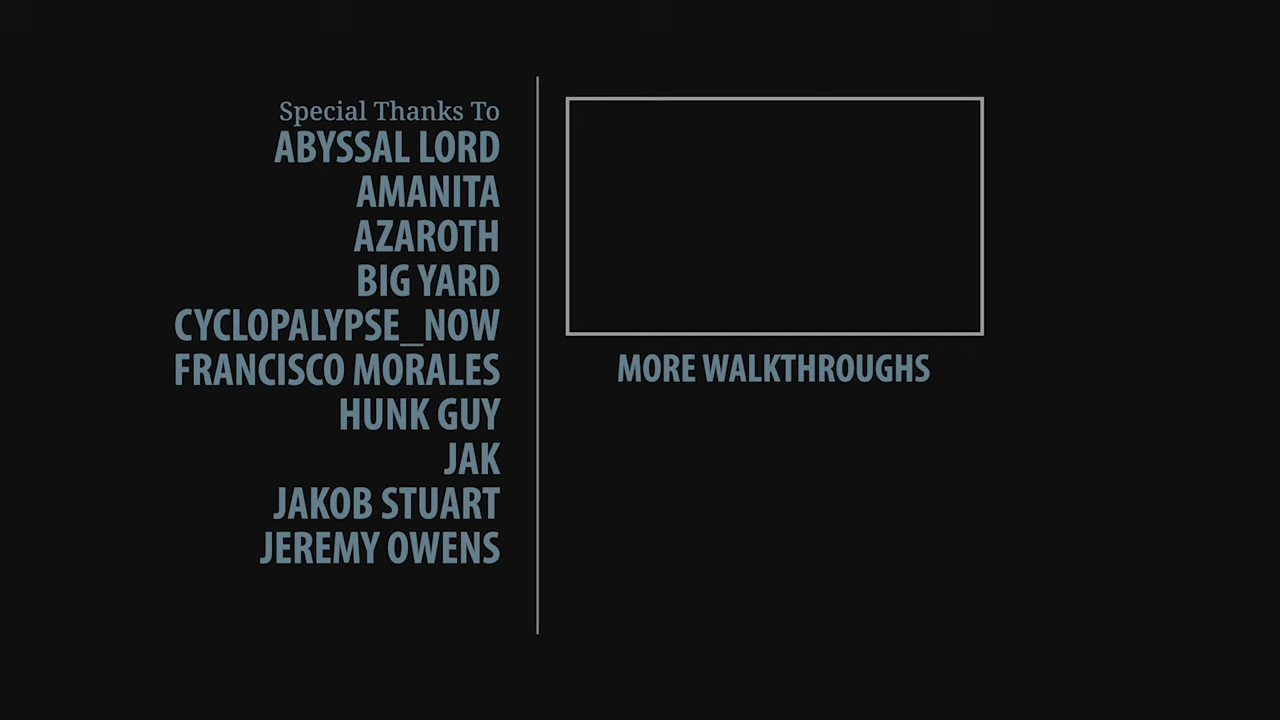 Special Thanks To
ABYSSAL LORD
AMANITA
AZAROTH
BIG YARD
CYCLOPALYPSE_NOW
FRANCISCO MORALES
HUNK GUY
JAK
JAKOB STUART
JEREMY OWENS
MORE WALKTHROUGHS